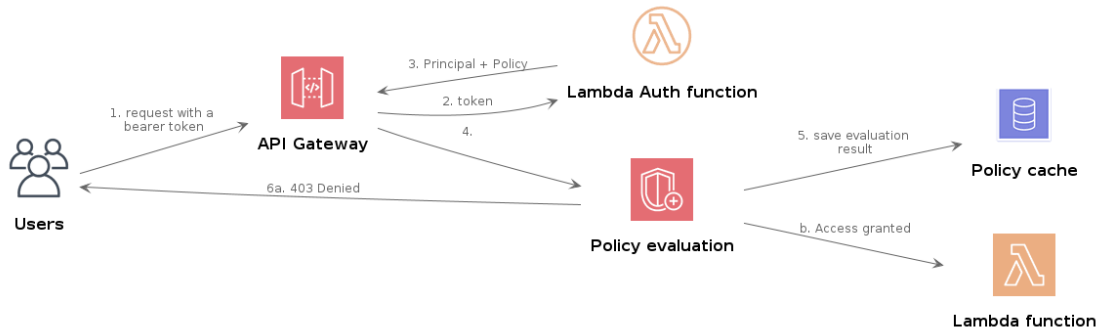 3. Principal + Policy
Lambda Auth function
1. request with a
bearer token
2. token
API Gateway
4.
5. save evaluation
result
Policy cache
6a. 403 Denied
Users
Policy evaluation
b. Access granted
Lambda function